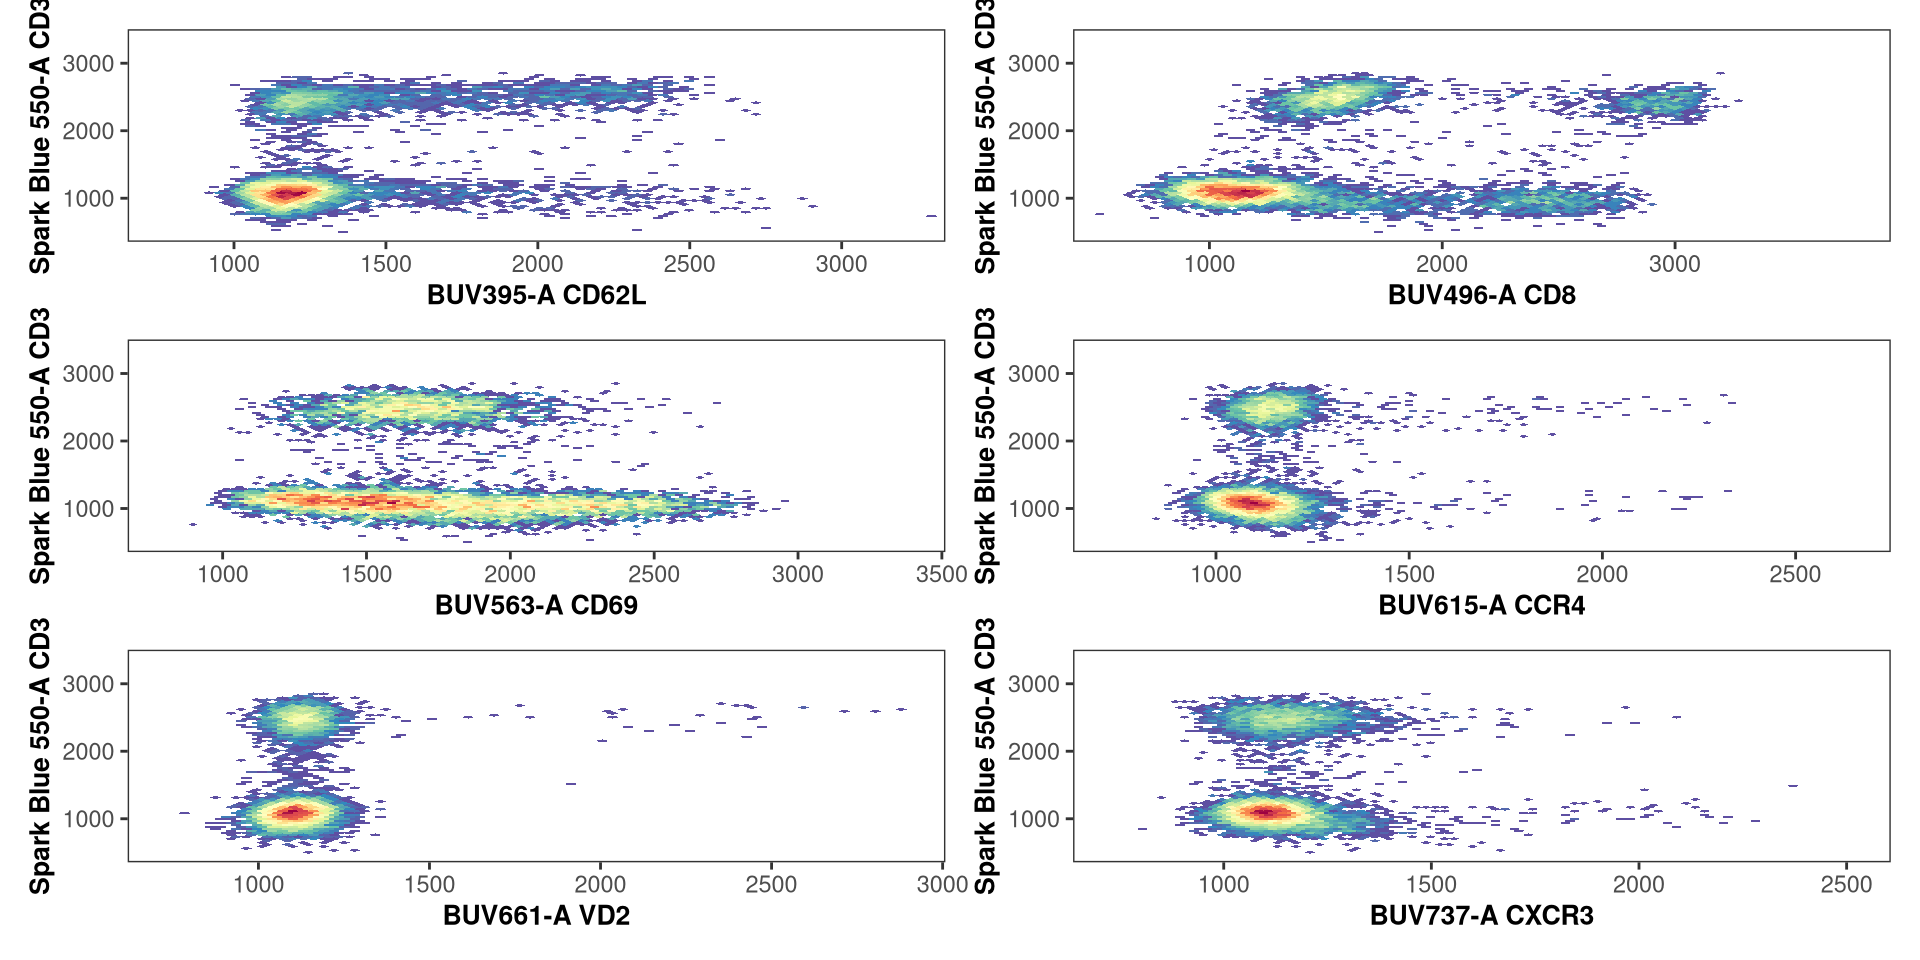 Spark Blue 550-A CD3
3000
2000
1000
1000 1500 2000 2500 3000
BUV395-A CD62L
Spark Blue 550-A CD3
3000
2000
1000
1000 2000 3000
BUV496-A CD8
Spark Blue 550-A CD3
3000
2000
1000
1000 1500 2000 2500 3000 3500
BUV563-A CD69
Spark Blue 550-A CD3
3000
2000
1000
1000 1500 2000 2500
BUV615-A CCR4
Spark Blue 550-A CD3
3000
2000
1000
1000 1500 2000 2500 3000
BUV661-A VD2
Spark Blue 550-A CD3
3000
2000
1000
1000 1500 2000 2500
BUV737-A CXCR3